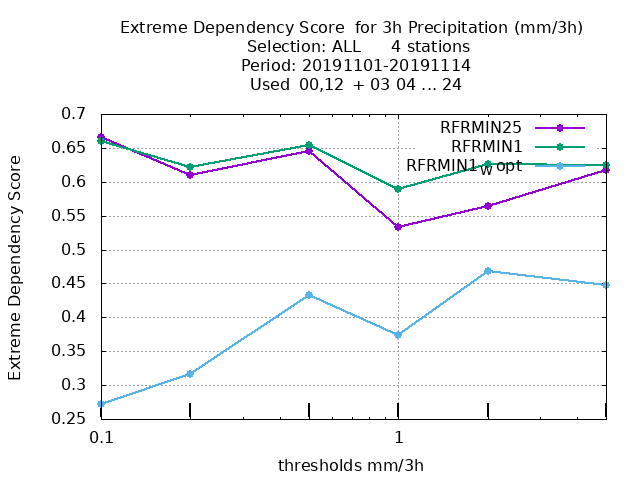 Extreme Dependency Score  for 3h Precipitation (mm/3h)
Selection: ALL      4 stations
Period: 20191101-20191114
Used  00,12  + 03 04 ... 24
Extreme Dependency Score
0.7
0.65
0.6
0.55
0.5
0.45
0.4
0.35
0.3
0.25
RFRMIN25
RFRMIN1
RFRMIN1wopt
0.1
1
thresholds mm/3h